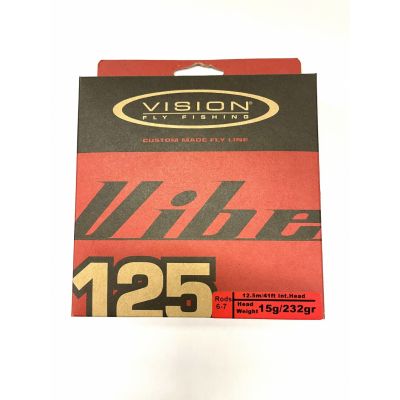 VISION®
FLY FISHING
CUSTOM MADE FLY LINE
Vibe
125
Rods 6-7
12.5m/41ft Int.Head
Head Weight 15g/232gr